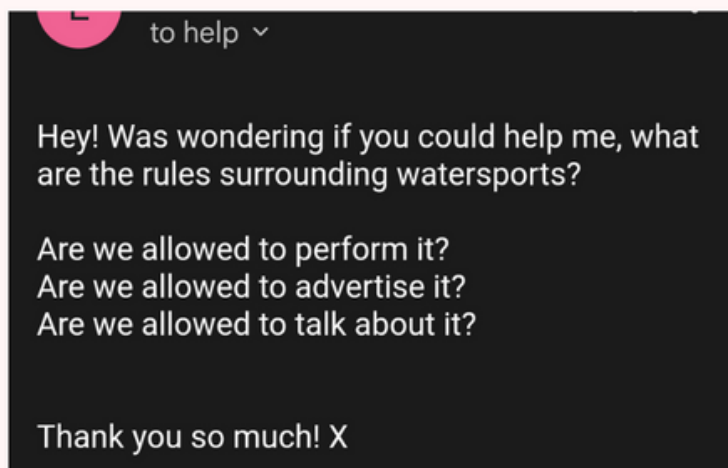 to help
Hey! Was wondering if you could help me, what
are the rules surrounding watersports?
Are we allowed to perform it?
Are we allowed to advertise it?
Are we allowed to talk about it?
Thank you so much! X